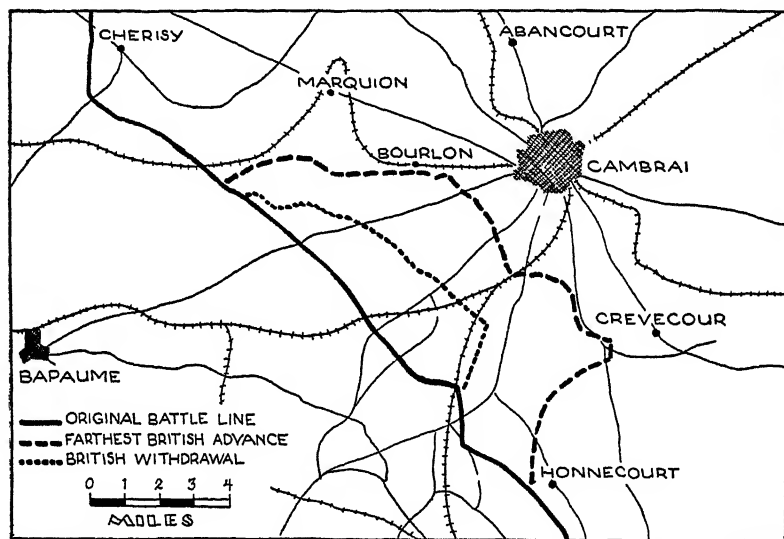 CHERISY
ABANCOURT
MARQUION
BOURLON
CAMBRAI
CREVECOUR
BAPAUME
ORIGINAL BATTLE LINE
FARTHEST BRITISH ADVANCE
BRITISH WITHDRAWAL
HONNECOURT
0 1 2 3 4
MILES